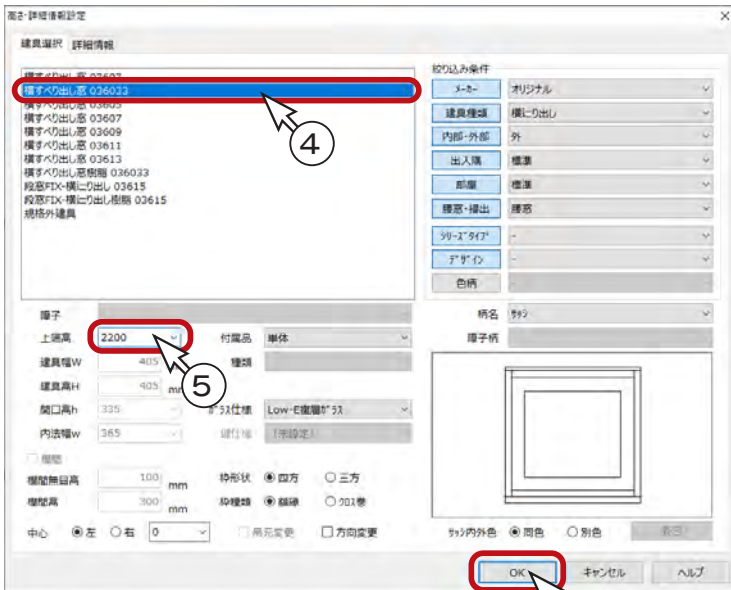 高さ・詳細情報設定
建具選択 詳細情報
横すべり出し窓 03603
横すべり出し窓 036033
横すべり出し窓 03605
横すべり出し窓 03607
横すべり出し窓 03609
横すべり出し窓 03611
横すべり出し窓 03613
横すべり出し窓樹脂 036033
段窓FIX-横にり出し 03615
段窓FIX-横にり出し樹脂 03615
規格外建具
④
絞り込み条件
メーカー オリジナル
建具種類 横にり出し
内部・外部 外
出入隅 標準
部屋 標準
腰窓・掃出 腰窓
シリーズタイプ -
デザイン -
色柄
障子
柄名 サッシ
上端高 2200 付属品 単体
障子柄
建具幅W 405 種類
⑤
建具高H 405 mm
開口高h 335 ガラス仕様 Low-E複層ガラス
内法幅w 365 鍵仕様 (未設定)
欄間
欄間無目高 100 mm 枠形状 四方 三方
欄間高 300 mm 枠種類 額縁 クロス巻
中心 左 右 0 吊元変更 方向変更
サッシ内外色 同色 別色
OK キャンセル ヘルプ